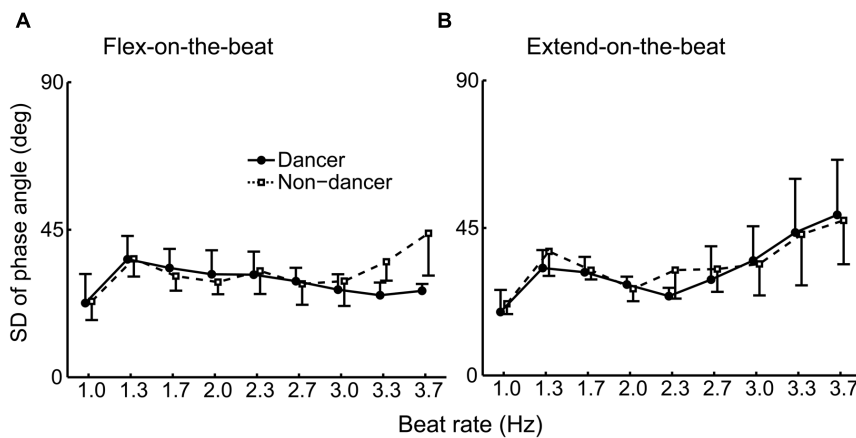 A
B
Flex-on-the-beat
Extend-on-the-beat
SD of phase angle (deg)
90
45
0
Dancer
Non-dancer
1.0 1.3 1.7 2.0 2.3 2.7 3.0 3.3 3.7
90
45
0
1.0 1.3 1.7 2.0 2.3 2.7 3.0 3.3 3.7
Beat rate (Hz)